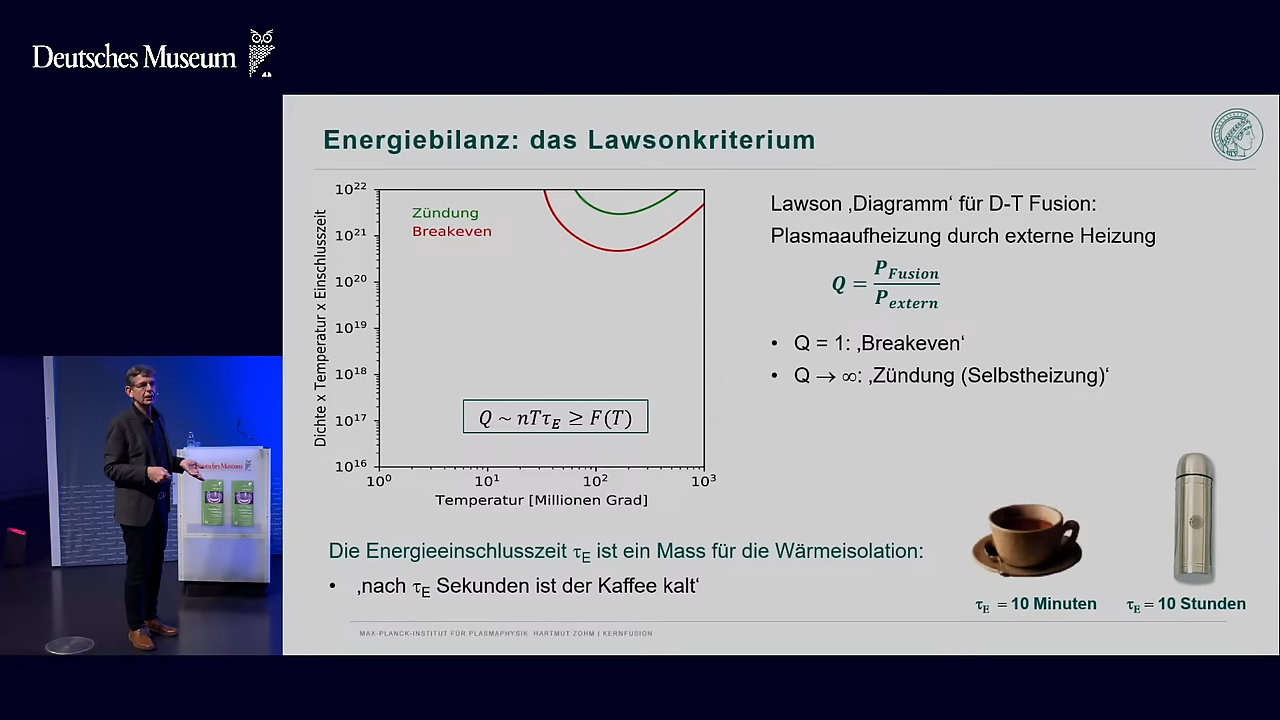 Deutsches Museum
Energiebilanz: das Lawsonkriterium
10²²
10²¹
10²⁰
10¹⁹
10¹⁸
10¹⁷
10¹⁶
Dichte x Temperatur x Einschlusszeit
Zündung
Breakeven
Q ~ nTτ_E ≥ F(T)
10⁰
10¹
10²
10³
Temperatur [Millionen Grad]
Lawson ‚Diagramm‘ für D-T Fusion:
Plasmaaufheizung durch externe Heizung
Q = P_Fusion / P_extern
• Q = 1: ‚Breakeven‘
• Q → ∞: ‚Zündung (Selbstheizung)‘
Die Energieeinschlusszeit τ_E ist ein Mass für die Wärmeisolation:
• ‚nach τ_E Sekunden ist der Kaffee kalt‘
τ_E = 10 Minuten
τ_E = 10 Stunden
MAX-PLANCK-INSTITUT FÜR PLASMAPHYSIK HARTMUT ZOHM | KERNFUSION
Deutsches Museum